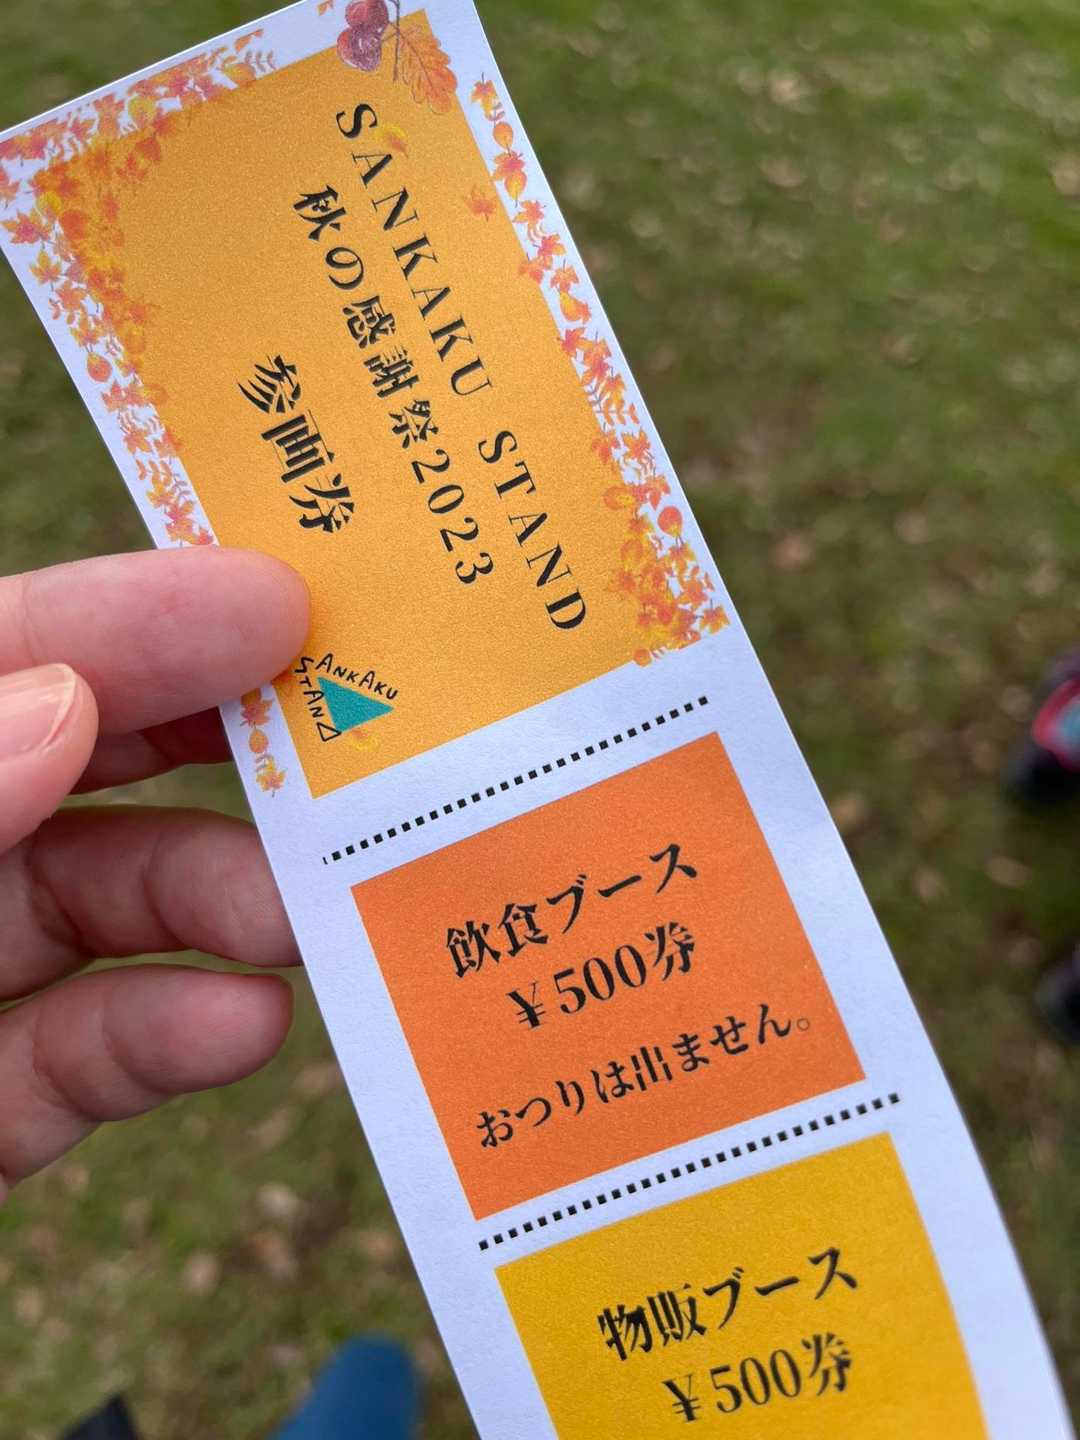 SANKAKU STAND
秋の感謝祭2023
参画券
SANKAKU
STAND
飲食ブース
￥500券
おつりは出ません。
物販ブース
￥500券